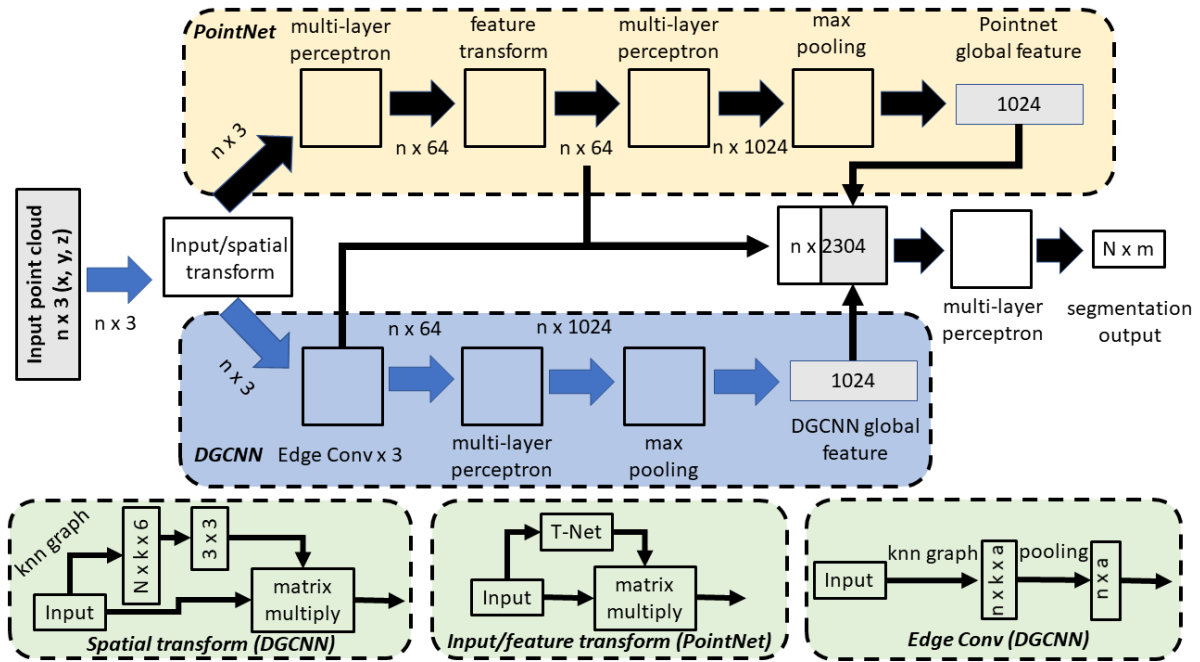 PointNet
multi-layer
perceptron
feature
transform
multi-layer
perceptron
max
pooling
Pointnet
global feature
1024
n x 3
n x 64
n x 64
n x 1024
Input point cloud
n x 3 (x, y, z)
n x 3
Input/spatial
transform
n x 2304
multi-layer
perceptron
N x m
segmentation
output
n x 3
n x 64
n x 1024
1024
DGCNN
Edge Conv x 3
multi-layer
perceptron
max
pooling
DGCNN global
feature
knn graph
N x k x 6
3 x 3
Input
matrix
multiply
Spatial transform (DGCNN)
T-Net
Input
matrix
multiply
Input/feature transform (PointNet)
Input
knn graph
n x k x a
pooling
n x a
Edge Conv (DGCNN)